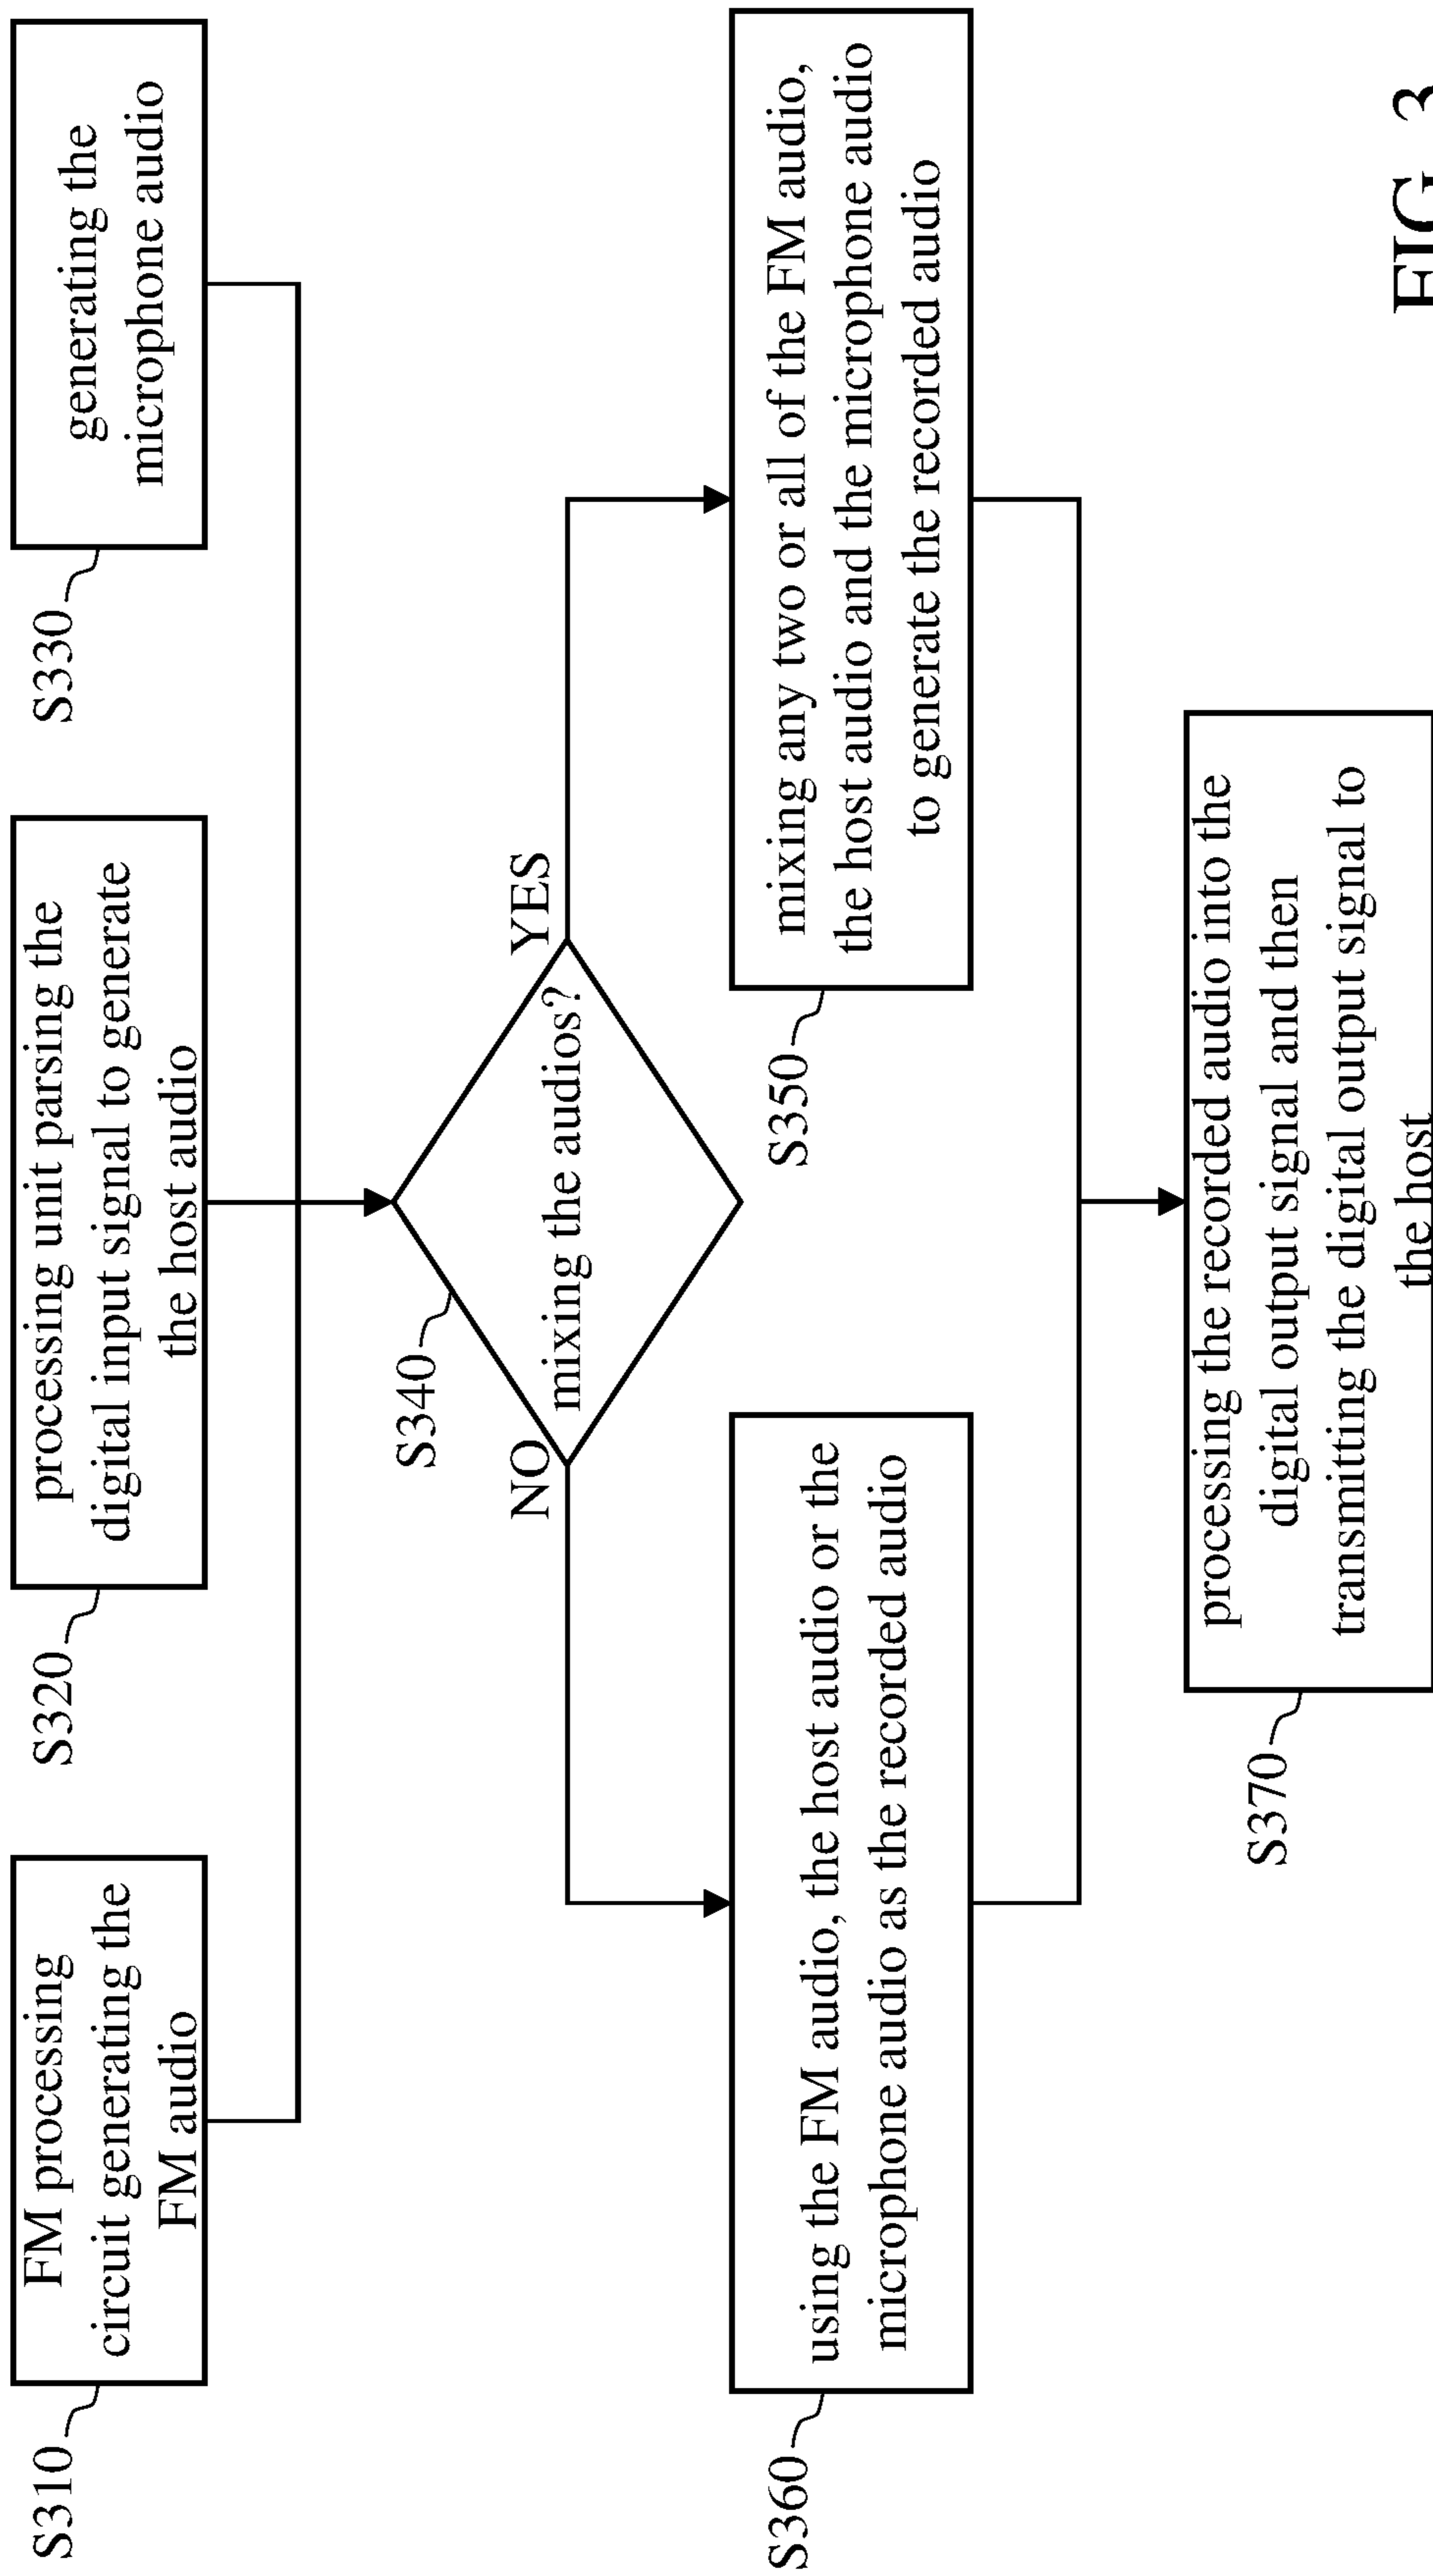 S310
FM processing
circuit generating the
FM audio
S320
processing unit parsing the
digital input signal to generate
the host audio
S330
generating the
microphone audio
S340
mixing the audios?
NO
YES
S360
using the FM audio, the host audio or the
microphone audio as the recorded audio
S350
mixing any two or all of the FM audio,
the host audio and the microphone audio
to generate the recorded audio
S370
processing the recorded audio into the
digital output signal and then
transmitting the digital output signal to
the host
FIG. 3